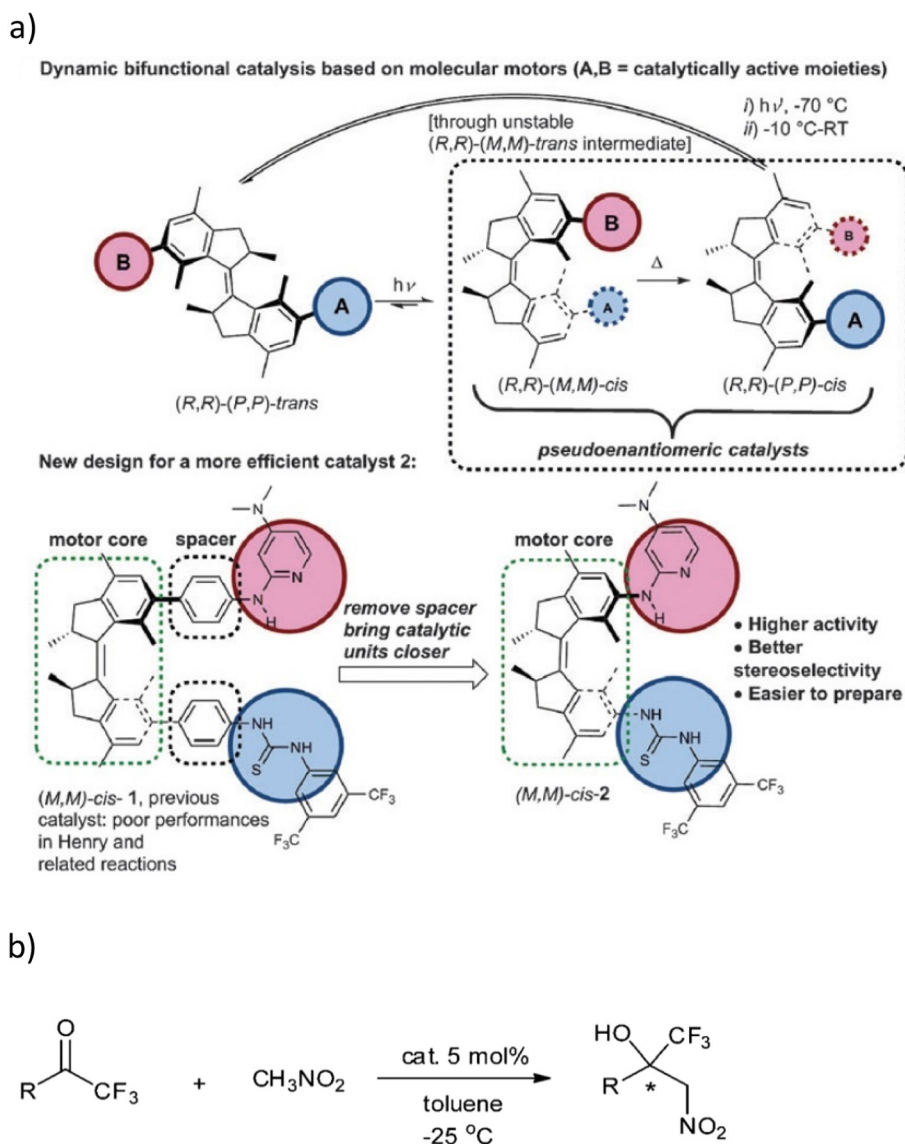 a)
Dynamic bifunctional catalysis based on molecular motors (A,B = catalytically active moieties)
i) hν, -70 °C
ii) -10 °C-RT
[through unstable
(R,R)-(M,M)-trans intermediate]
B
A
hν
B
A
Δ
B
A
(R,R)-(P,P)-trans
(R,R)-(M,M)-cis
(R,R)-(P,P)-cis
pseudoenantiomeric catalysts
New design for a more efficient catalyst 2:
motor core
spacer
N
N
N
H
NH
NH
S
CF₃
F₃C
remove spacer
bring catalytic
units closer
motor core
N
N
N
H
NH
NH
S
CF₃
F₃C
• Higher activity
• Better
stereoselectivity
• Easier to prepare
(M,M)-cis- 1, previous
catalyst: poor performances
in Henry and
related reactions
(M,M)-cis-2
b)
O
R
CF₃
+
CH₃NO₂
cat. 5 mol%
toluene
-25 °C
HO
CF₃
R
*
NO₂